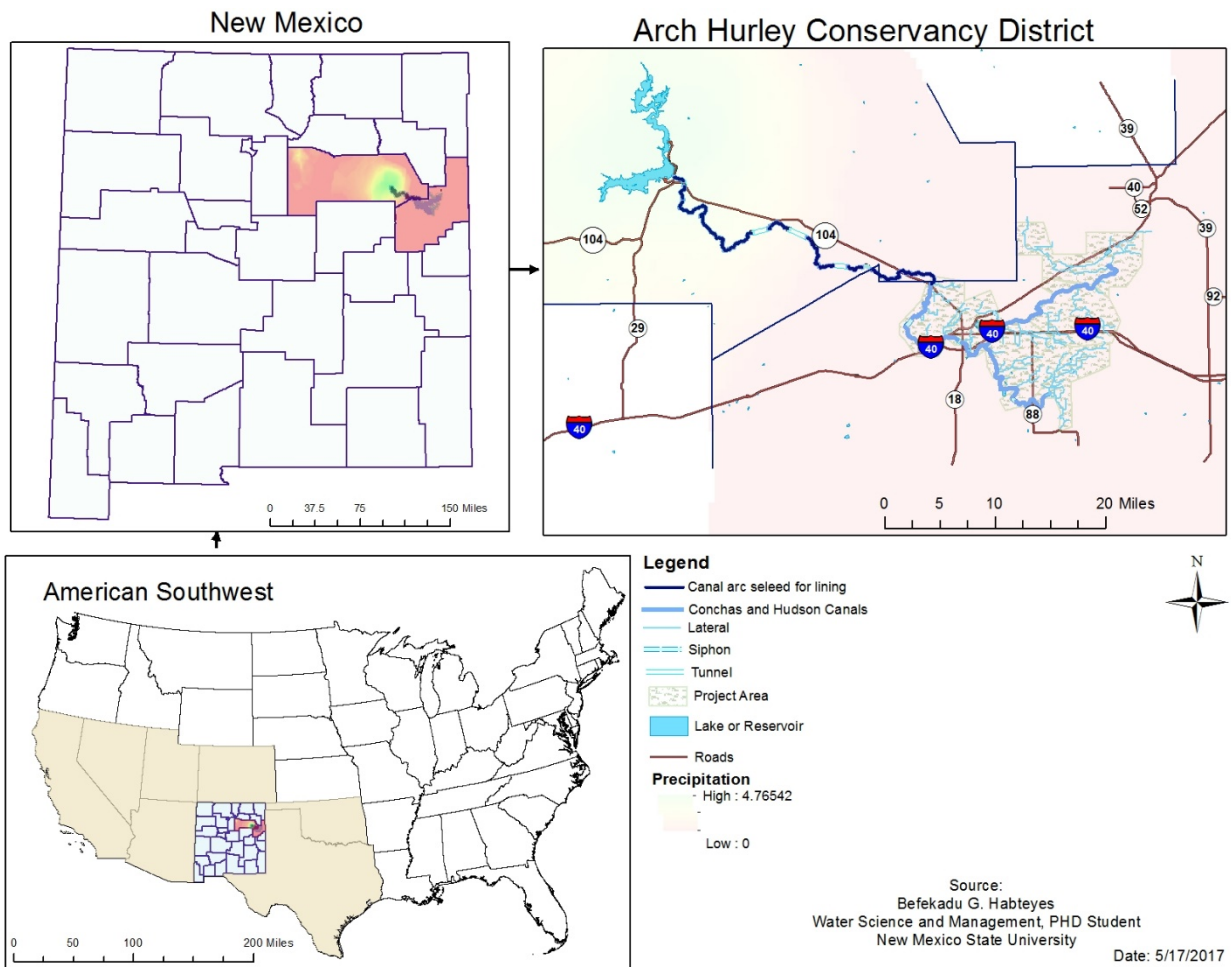 New Mexico
0 37.5 75 150 Miles
Arch Hurley Conservancy District
39
40
52
39
104
104
92
29
40
40
40
18
88
40
0 5 10 20 Miles
American Southwest
0 50 100 200 Miles
Legend
Canal arc seleed for lining
Conchas and Hudson Canals
Lateral
Siphon
Tunnel
Project Area
Lake or Reservoir
Roads
Precipitation
High : 4.76542
Low : 0
N
Source:
Befekadu G. Habteyes
Water Science and Management, PHD Student
New Mexico State University
Date: 5/17/2017